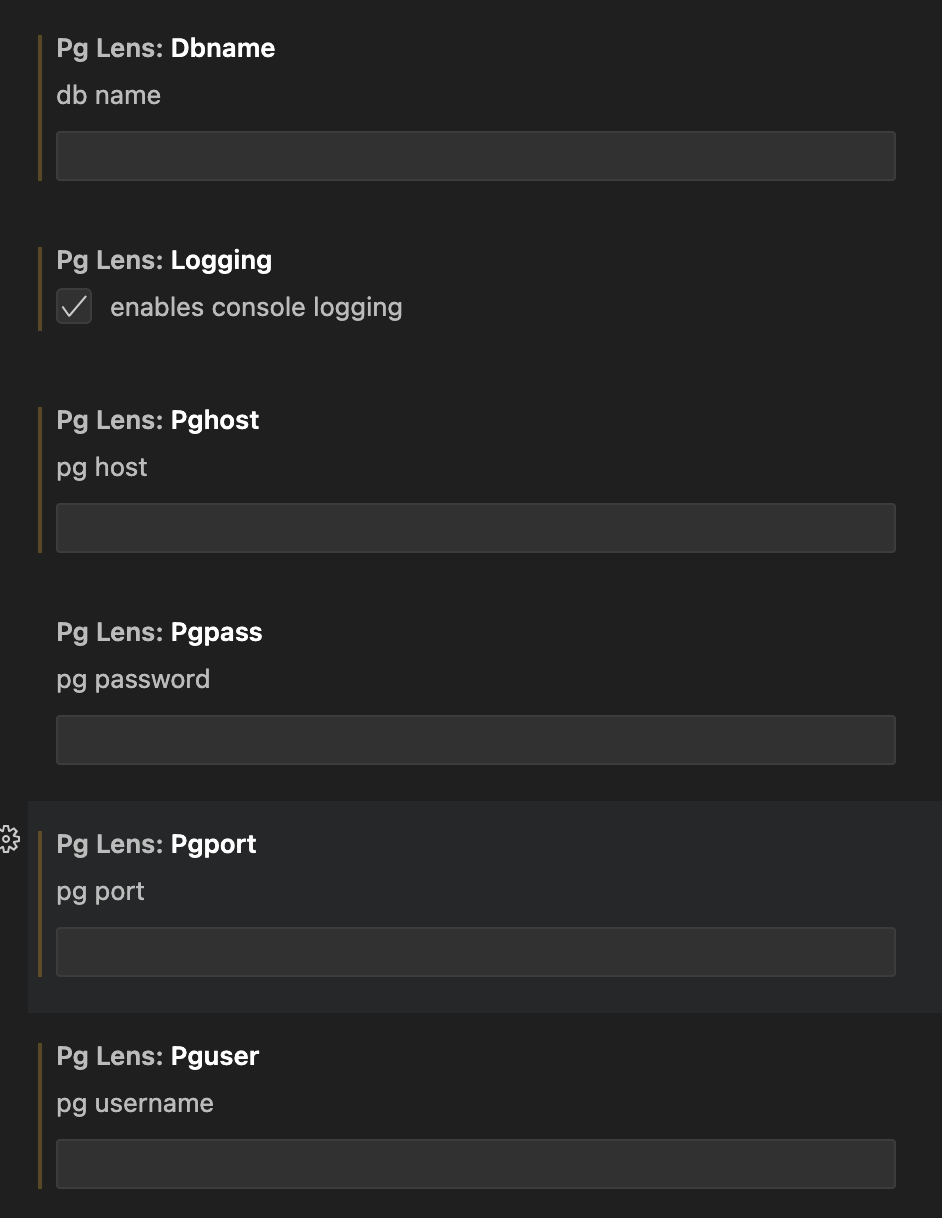 Pg Lens: Dbname
db name
Pg Lens: Logging
enables console logging
Pg Lens: Pghost
pg host
Pg Lens: Pgpass
pg password
Pg Lens: Pgport
pg port
Pg Lens: Pguser
pg username